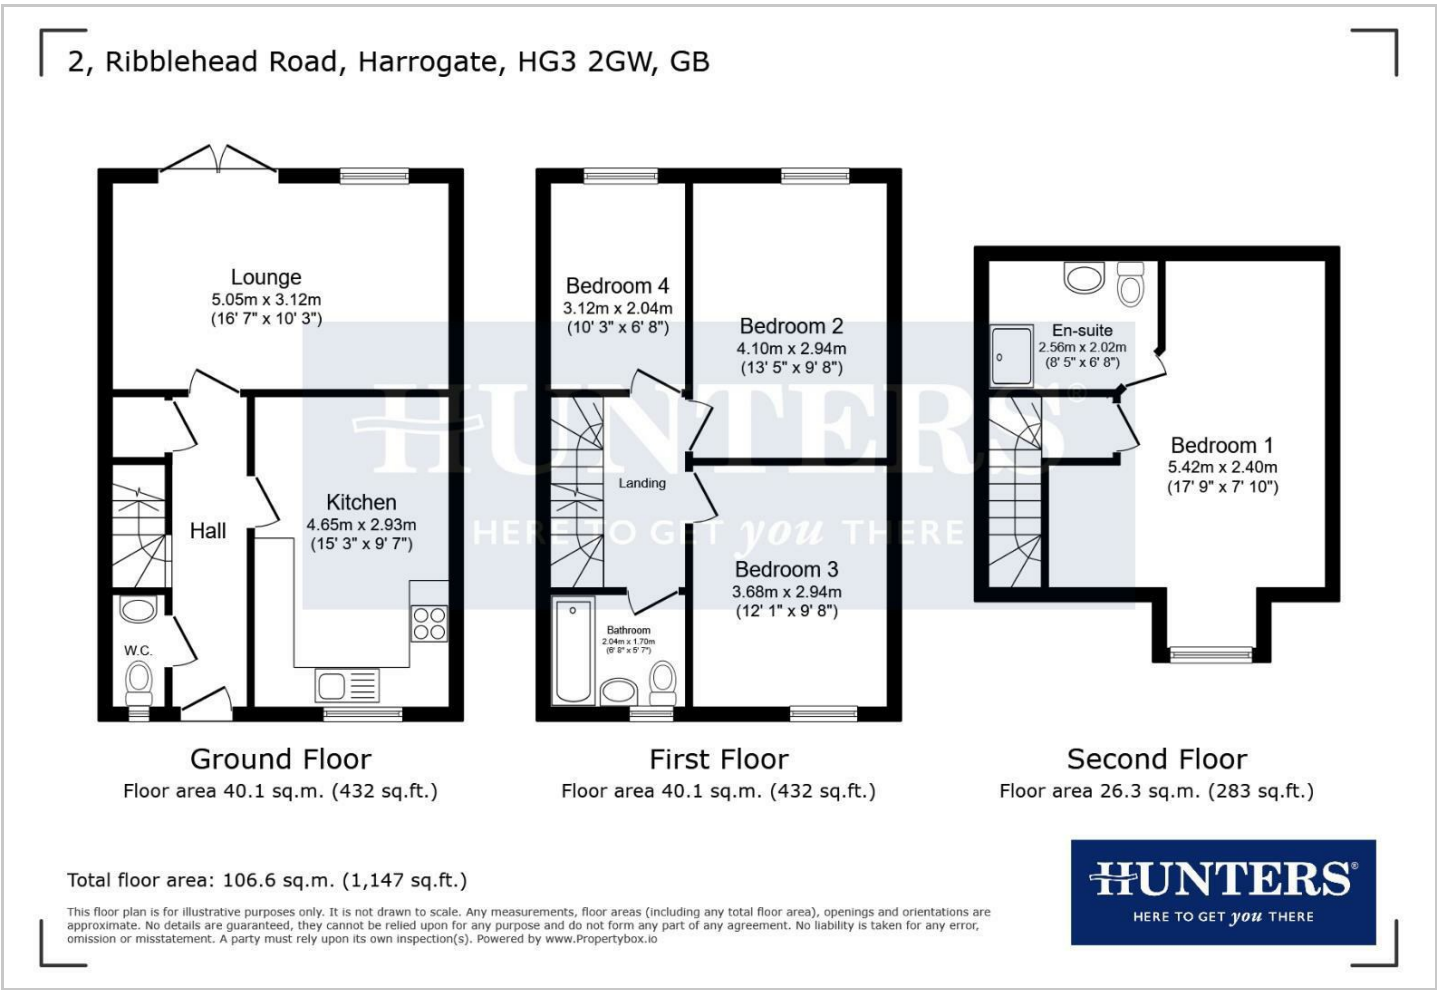 2, Ribblehead Road, Harrogate, HG3 2GW, GB
Lounge
5.05m x 3.12m
(16' 7" x 10' 3")
Kitchen
4.65m x 2.93m
(15' 3" x 9' 7")
Hall
W.C.
Ground Floor
Floor area 40.1 sq.m. (432 sq.ft.)
Bedroom 4
3.12m x 2.04m
(10' 3" x 6' 8")
Bedroom 2
4.10m x 2.94m
(13' 5" x 9' 8")
Landing
Bedroom 3
3.68m x 2.94m
(12' 1" x 9' 8")
Bathroom
2.04m x 1.70m
(6' 8" x 5' 7")
First Floor
Floor area 40.1 sq.m. (432 sq.ft.)
En-suite
2.56m x 2.02m
(8' 5" x 6' 8")
Bedroom 1
5.42m x 2.40m
(17' 9" x 7' 10")
Second Floor
Floor area 26.3 sq.m. (283 sq.ft.)
HUNTERS®
HERE TO GET you THERE
Total floor area: 106.6 sq.m. (1,147 sq.ft.)
This floor plan is for illustrative purposes only. It is not drawn to scale. Any measurements, floor areas (including any total floor area), openings and orientations are
approximate. No details are guaranteed, they cannot be relied upon for any purpose and do not form any part of any agreement. No liability is taken for any error,
omission or misstatement. A party must rely upon its own inspection(s). Powered by www.Propertybox.io
HUNTERS®
HERE TO GET you THERE